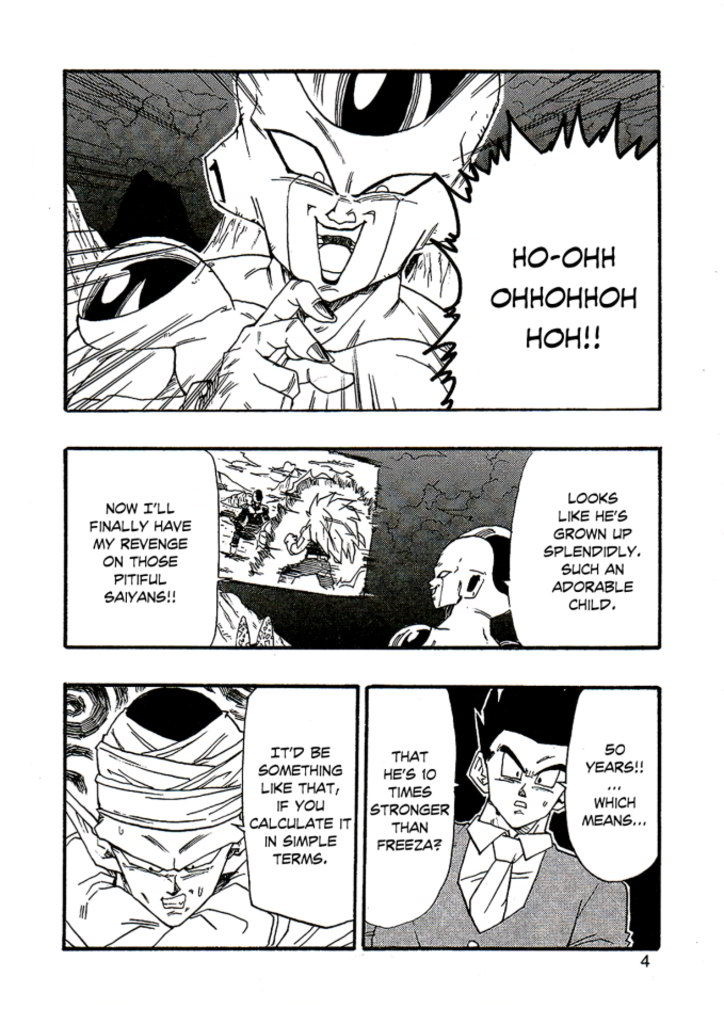 HO-OHH
OHHOHHOH
HOH!!
LOOKS
LIKE HE'S
GROWN UP
SPLENDIDLY.
SUCH AN
ADORABLE
CHILD.
NOW I'LL
FINALLY HAVE
MY REVENGE
ON THOSE
PITIFUL
SAIYANS!!
50
YEARS!!
...
WHICH
MEANS...
THAT
HE'S 10
TIMES
STRONGER
THAN
FREEZA?
IT'D BE
SOMETHING
LIKE THAT,
IF YOU
CALCULATE IT
IN SIMPLE
TERMS.
4